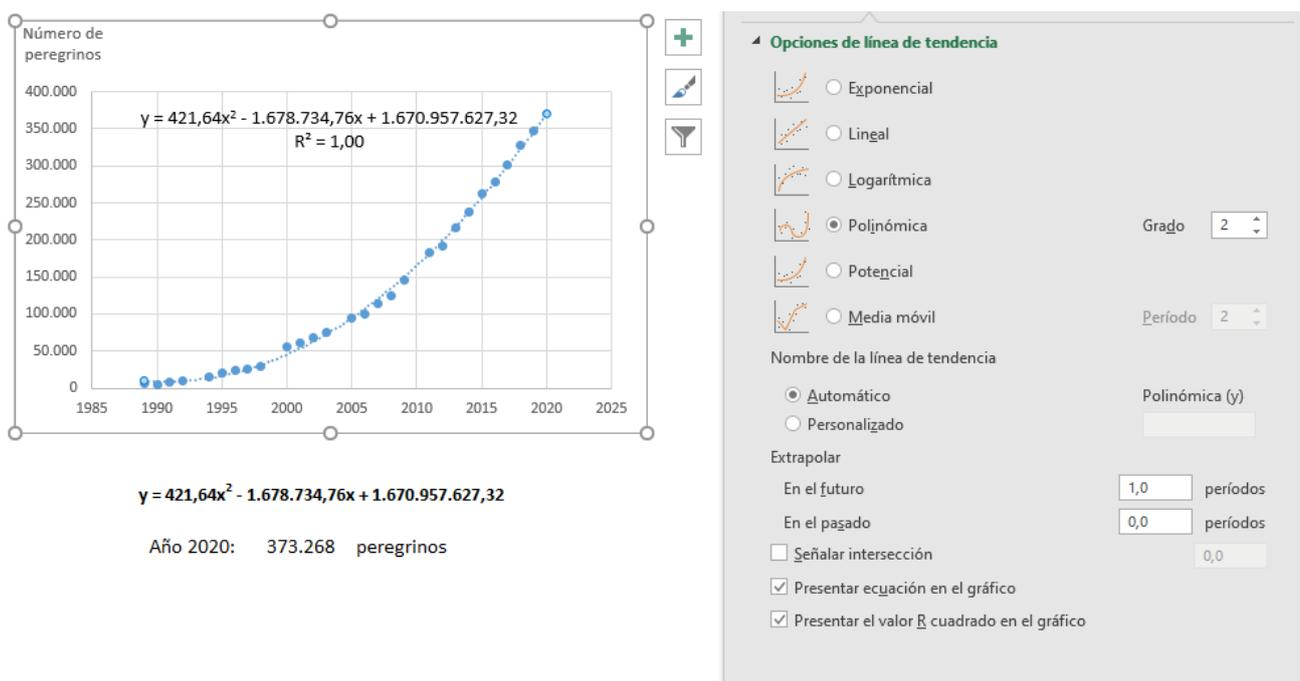 Número de
peregrinos
400.000
350.000
300.000
250.000
200.000
150.000
100.000
50.000
0
1985 1990 1995 2000 2005 2010 2015 2020 2025
y = 421,64x² - 1.678.734,76x + 1.670.957.627,32
R² = 1,00
y = 421,64x² - 1.678.734,76x + 1.670.957.627,32
Año 2020: 373.268 peregrinos
Opciones de línea de tendencia
Exponencial
Lineal
Logarítmica
Polinómica Grado 2
Potencial
Media móvil Período 2
Nombre de la línea de tendencia
Automático Polinómica (y)
Personalizado
Extrapolar
En el futuro 1,0 períodos
En el pasado 0,0 períodos
Señalar intersección 0,0
Presentar ecuación en el gráfico
Presentar el valor R cuadrado en el gráfico